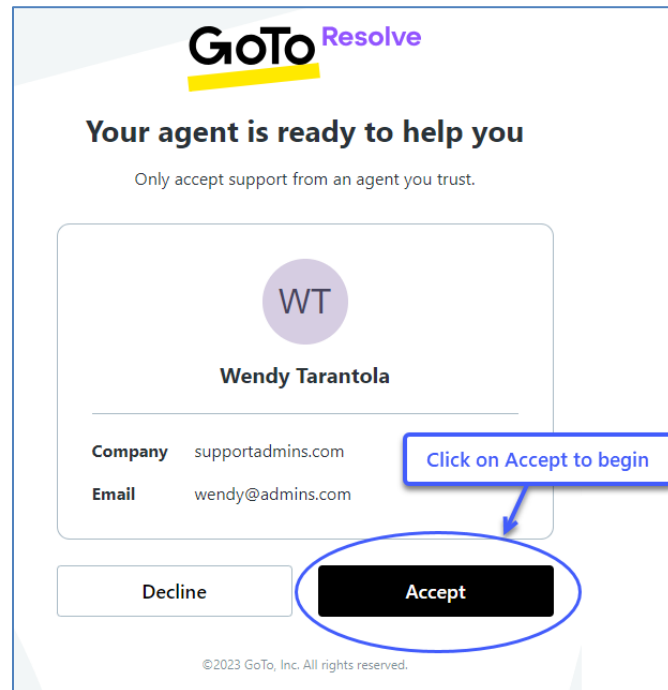 GoTo Resolve
Your agent is ready to help you
Only accept support from an agent you trust.
WT
Wendy Tarantola
Company supportadmins.com
Click on Accept to begin
Email wendy@admins.com
Decline Accept
©2023 GoTo, Inc. All rights reserved.